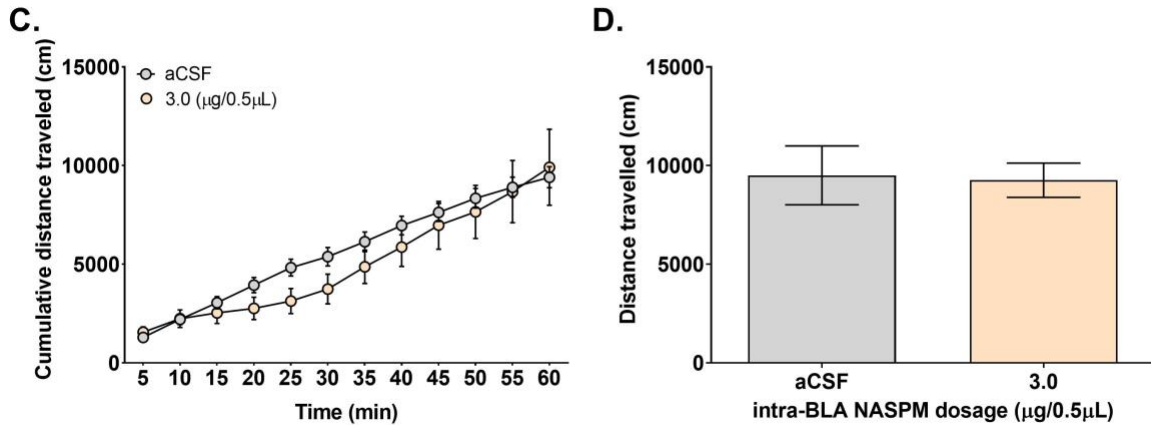 C.
Cumulative distance traveled (cm)
15000
10000
5000
0
aCSF
3.0 (μg/0.5μL)
5 10 15 20 25 30 35 40 45 50 55 60
Time (min)
D.
Distance travelled (cm)
15000
10000
5000
0
aCSF 3.0
intra-BLA NASPM dosage (μg/0.5μL)